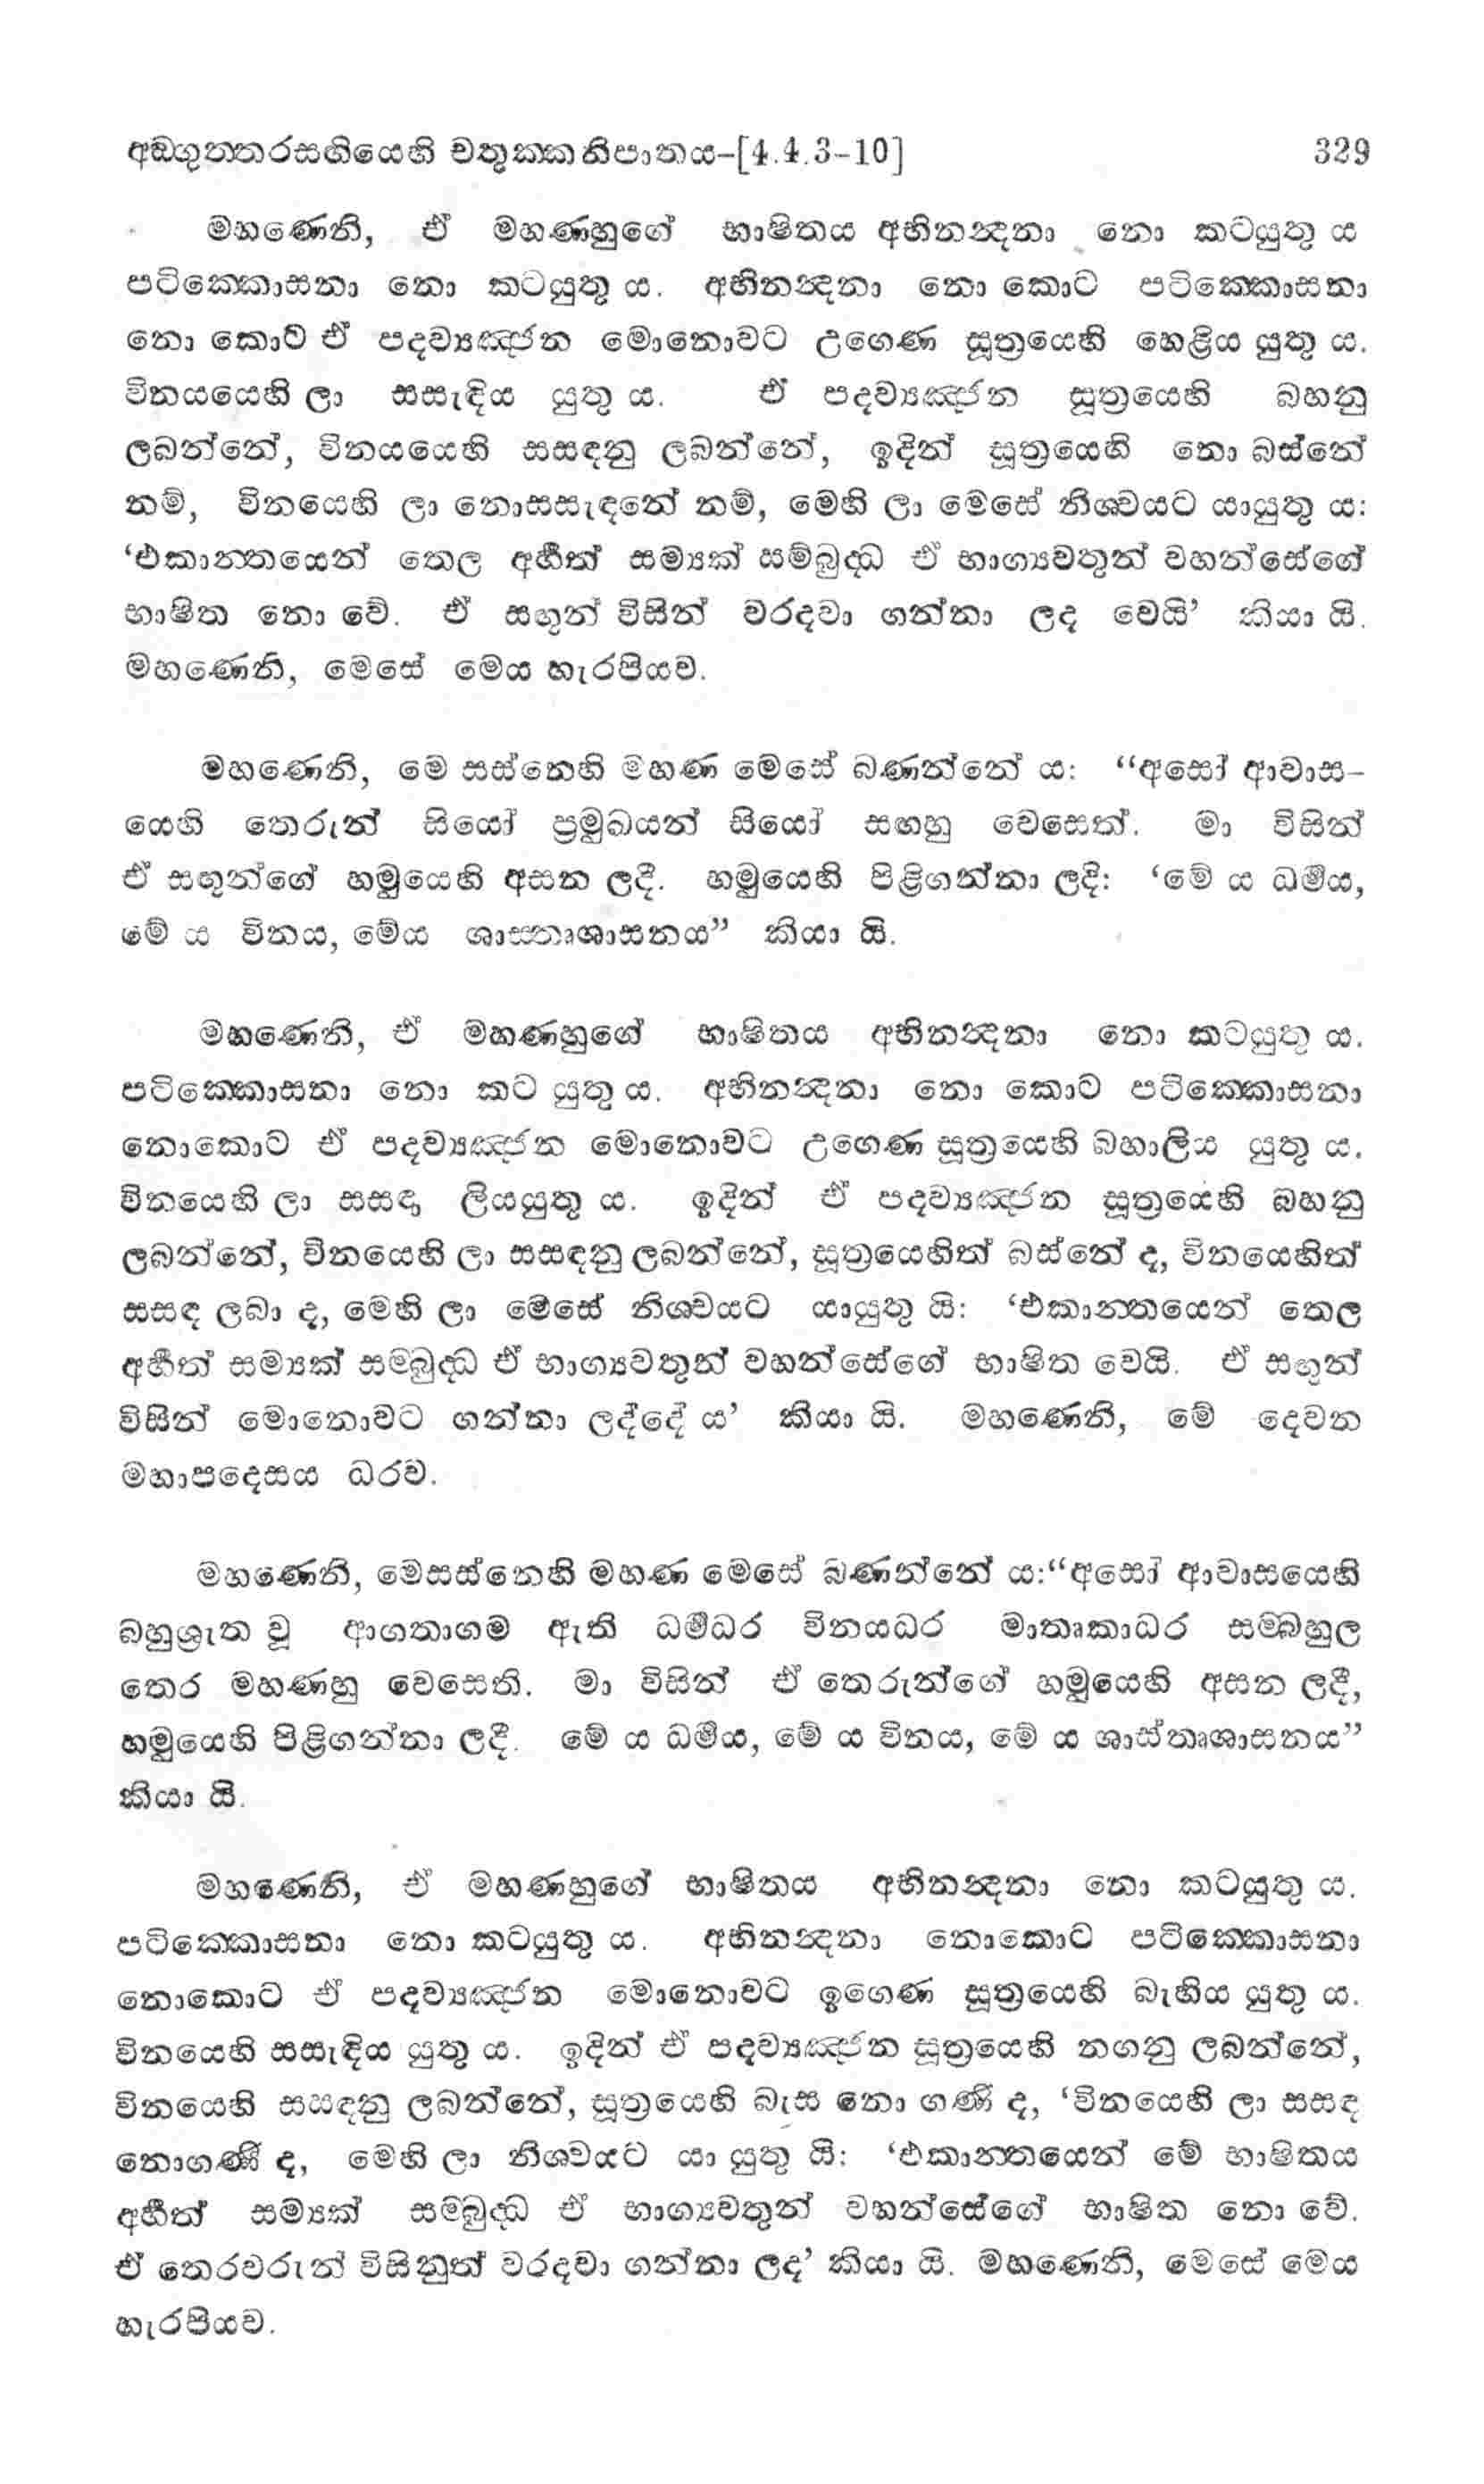 අඞ්ගුත්තරසඟියෙහි චතුක්ක නිපාතය-[4.4.3-10] 329
මහණෙනි, ඒ මහණහුගේ භාෂිතය අභිනන්‍දනා නො කටයුතු ය
පටික්කොසනා නො කටයුතු ය. අභිනන්‍දනා නො කොට පටික්කොසනා
නො කොට ඒ පදව්‍යඤ්ජන මොනොවට උගෙණ සූත්‍රයෙහි හෙළිය යුතු ය.
විනයයෙහි ලා සසැඳිය යුතු ය. ඒ පදව්‍යඤ්ජන සූත්‍රයෙහි බහනු
ලබන්නේ, විනයයෙහි සසඳනු ලබන්නේ, ඉදින් සූත්‍රයෙහි නො බස්නේ
නම්, විනයෙහි ලා නොසසැඳනේ නම්, මෙහි ලා මෙසේ නිශ්චයට යායුතු ය:
‘එකාන්තයෙන් තෙල අර්හත් සම්‍යක් සම්බුද්ධ ඒ භාග්‍යවතුන් වහන්සේගේ
භාෂිත නො වේ. ඒ සඟුන් විසින් වරදවා ගන්නා ලද වෙයි’ කියා යි.
මහණෙනි, මෙසේ මෙය හැරපියව.
මහණෙනි, මෙ සස්නෙහි මහණ මෙසේ බණන්නේ ය: “අසෝ ආවාස-
යෙහි තෙරුන් සියෝ ප්‍රමුඛයන් සියෝ සඟහු වෙසෙත්. මා විසින්
ඒ සඟුන්ගේ හමුයෙහි අසන ලදී. හමුයෙහි පිළිගන්නා ලදි: ‘මේ ය ධර්මය,
මේ ය විනය, මේය ශාස්තෘශාසනය” කියා යි.
මහණෙනි, ඒ මහණහුගේ භාෂිතය අභිනන්‍දනා නො කටයුතු ය.
පටික්කොසනා නො කට යුතු ය. අභිනන්‍දනා නො කොට පටික්කොසනා
නොකොට ඒ පදව්‍යඤ්ජන මොනොවට උගෙණ සූත්‍රයෙහි බහාලිය යුතු ය.
විනයෙහි ලා සසඳා ලියයුතු ය. ඉදින් ඒ පදව්‍යඤ්ජන සූත්‍රයෙහි බහනු
ලබන්නේ, විනයෙහි ලා සසඳනු ලබන්නේ, සූත්‍රයෙහිත් බස්නේ ද, විනයෙහිත්
සසඳ ලබා ද, මෙහි ලා මෙසේ නිශ්චයට යායුතු යි: ‘එකාන්තයෙන් තෙල
අර්හත් සම්‍යක් සම්බුද්ධ ඒ භාග්‍යවතුන් වහන්සේගේ භාෂිත වෙයි. ඒ සඟුන්
විසින් මොනොවට ගන්නා ලද්දේ ය’ කියා යි. මහණෙනි, මේ දෙවන
මහාපදෙසය ධරව.
මහණෙනි, මෙසස්නෙහි මහණ මෙසේ බණන්නේ ය:“අසෝ ආවාසයෙහි
බහුශ්‍රුත වූ ආගතාගම ඇති ධර්මධර විනයධර මාතෘකාධර සම්බහුල
තෙර මහණහු වෙසෙති. මා විසින් ඒ තෙරුන්ගේ හමුයෙහි අසන ලදී,
හමුයෙහි පිළිගන්නා ලදී. මේ ය ධර්මය, මේ ය විනය, මේ ය ශාස්තෘශාසනය”
කියා යි.
මහණෙනි, ඒ මහණහුගේ භාෂිතය අභිනන්‍දනා නො කටයුතු ය.
පටික්කොසනා නො කටයුතු ය. අභිනන්‍දනා නොකොට පටික්කොසනා
නොකොට ඒ පදව්‍යඤ්ජන මොනොවට ඉගෙණ සූත්‍රයෙහි බැහිය යුතු ය.
විනයෙහි සසැඳිය යුතු ය. ඉදින් ඒ පදව්‍යඤ්ජන සූත්‍රයෙහි නගනු ලබන්නේ,
විනයෙහි සසඳනු ලබන්නේ, සූත්‍රයෙහි බැස නො ගණී ද, ‘විනයෙහි ලා සසඳ
නොගණී ද, මෙහි ලා නිශ්චයට යා යුතු යි: ‘එකාන්තයෙන් මේ භාෂිතය
අර්හත් සම්‍යක් සම්බුද්ධ ඒ භාග්‍යවතුන් වහන්සේගේ භාෂිත නො වේ.
ඒ තෙරවරුන් විසිනුත් වරදවා ගන්නා ලද’ කියා යි. මහණෙනි, මෙසේ මෙය
හැරපියව.